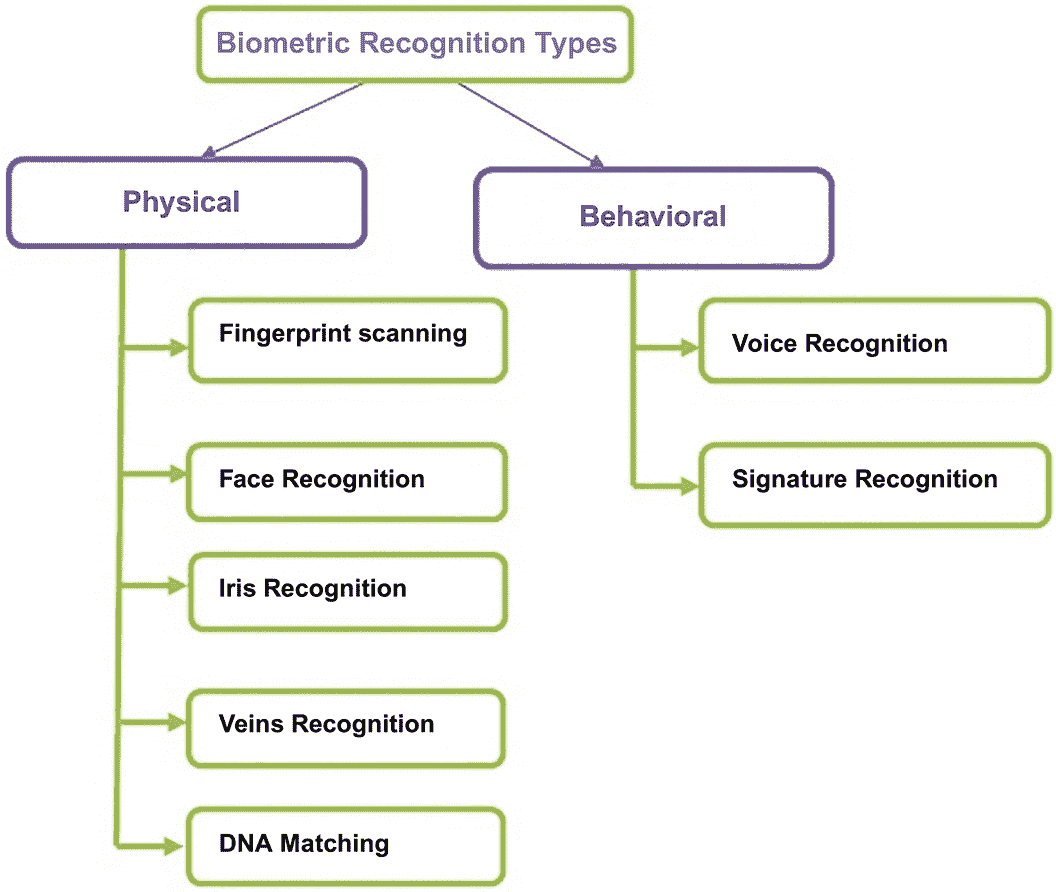 Biometric Recognition Types
Physical
Behavioral
Fingerprint scanning
Face Recognition
Iris Recognition
Veins Recognition
DNA Matching
Voice Recognition
Signature Recognition